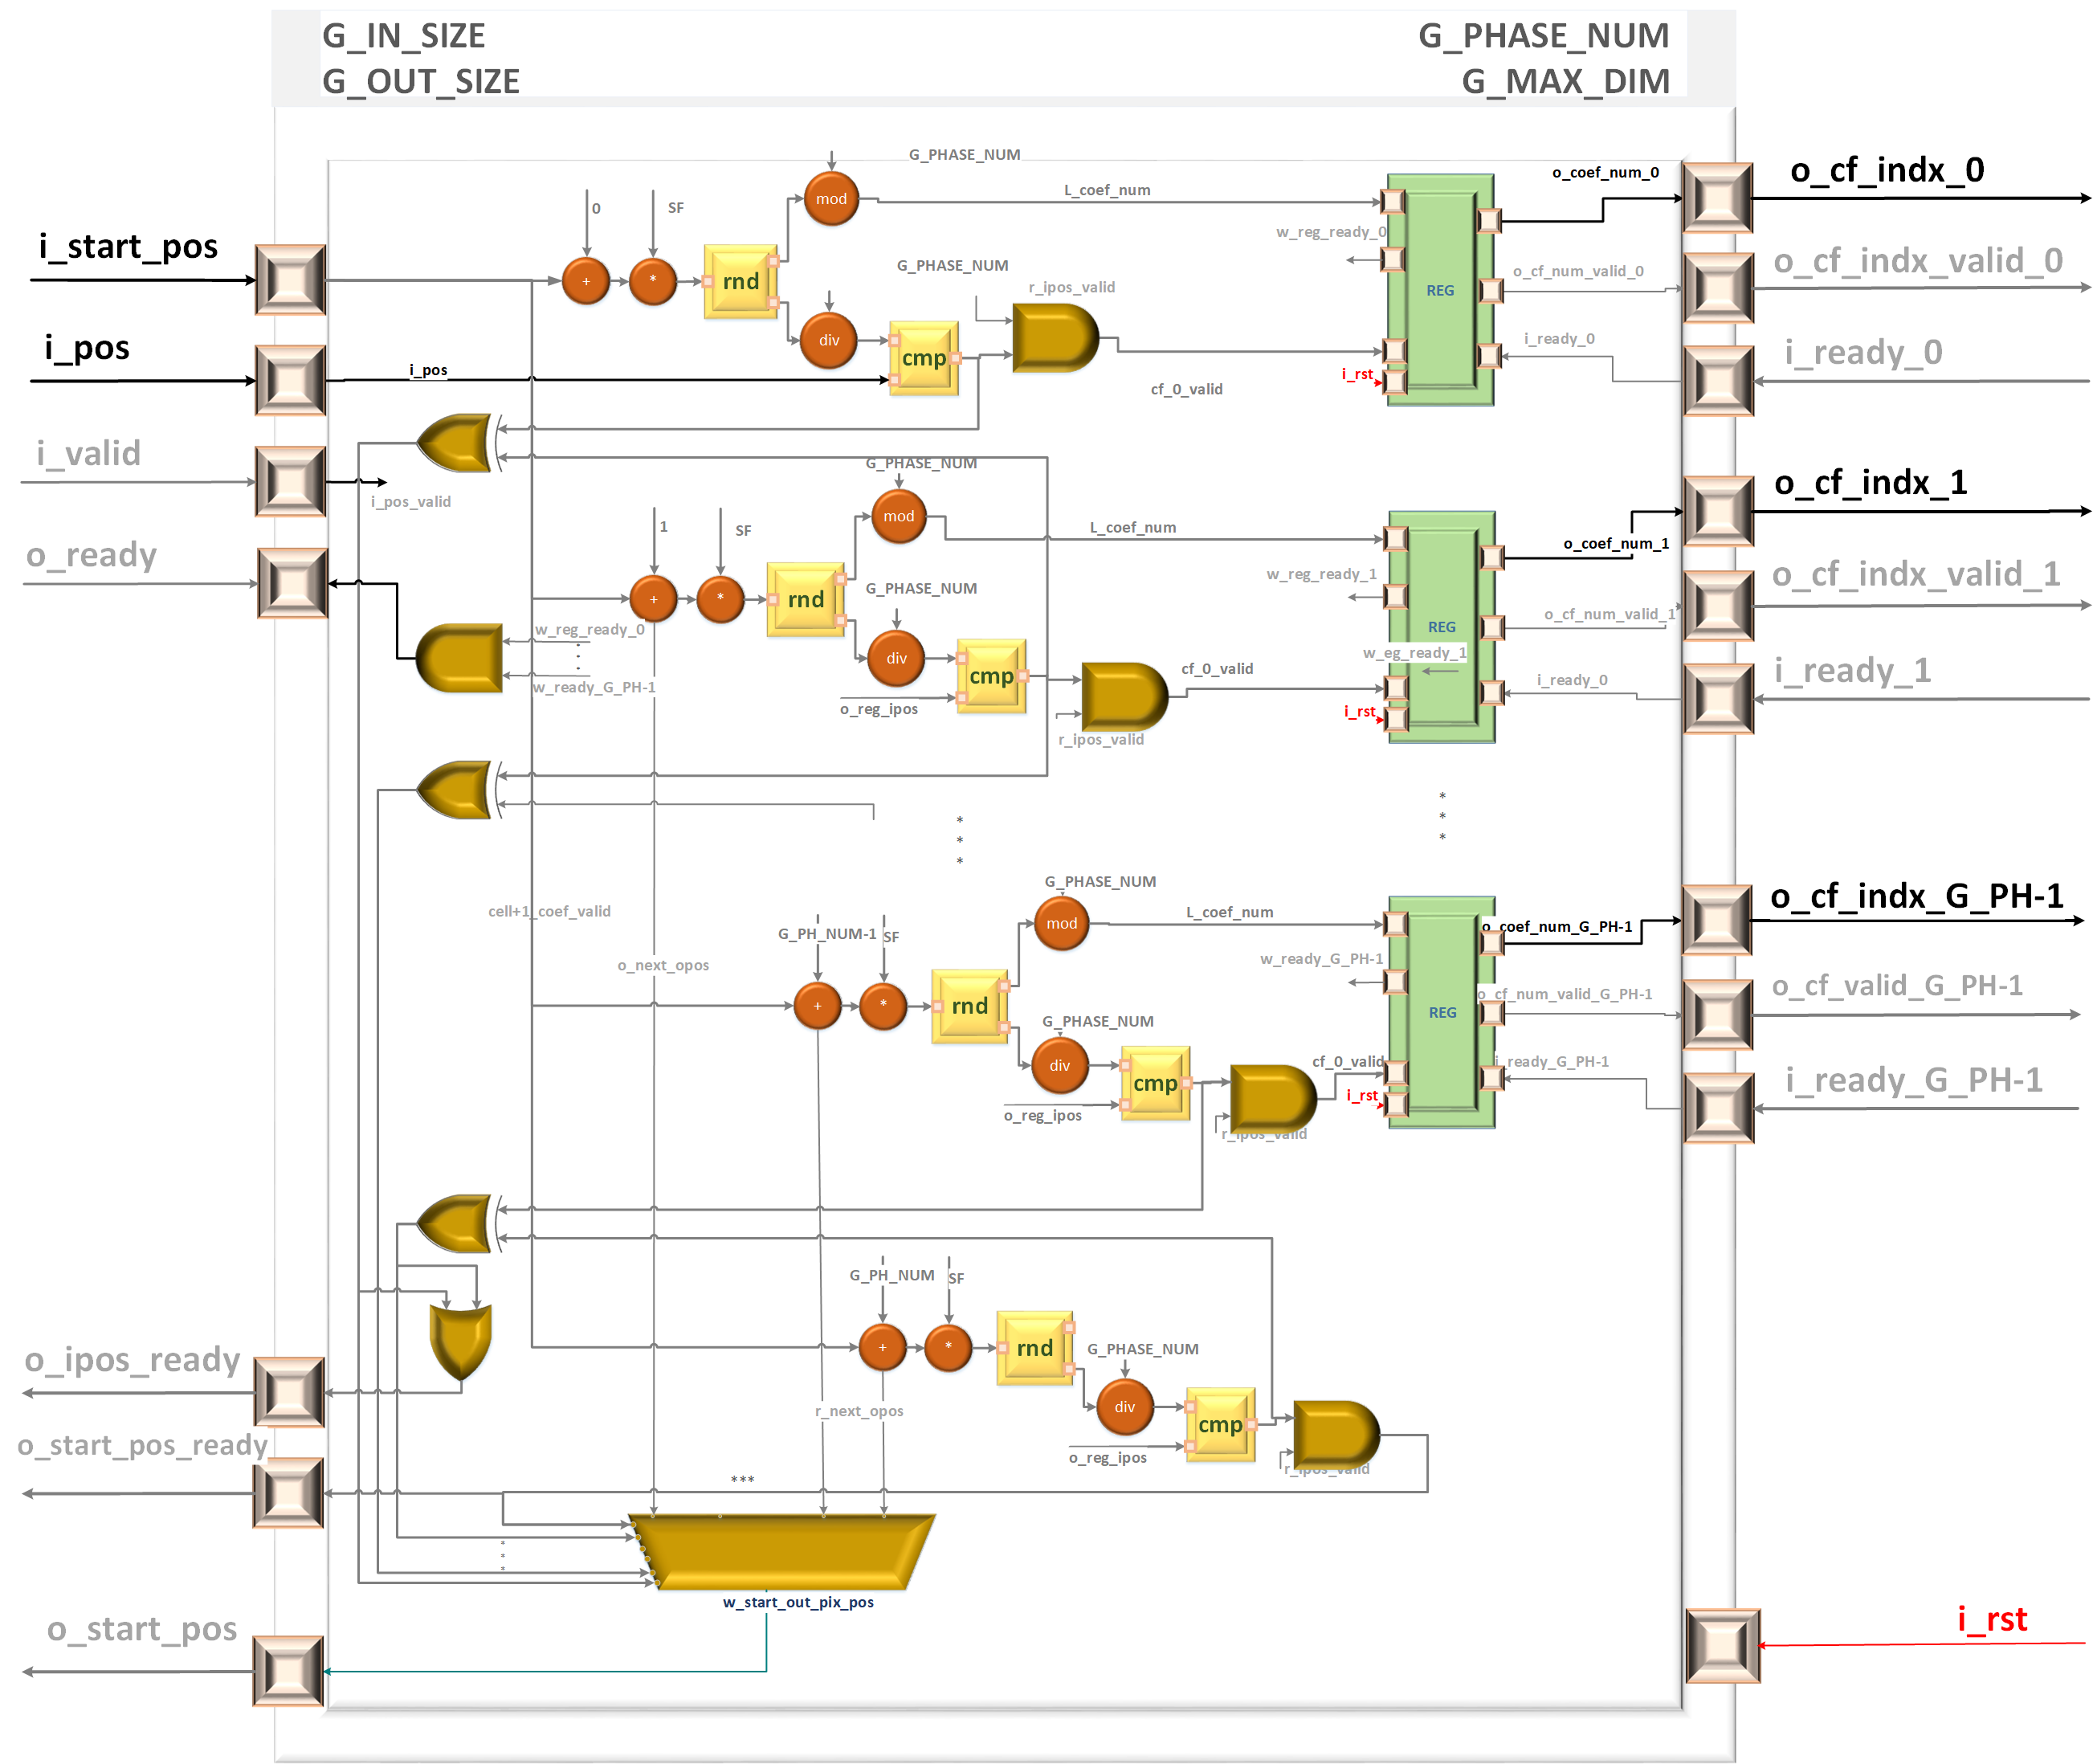 G_IN_SIZE
G_PHASE_NUM
G_OUT_SIZE
G_MAX_DIM
G_PHASE_NUM
o_coef_num_0
o_cf_indx_0
mod
L_coef_num
0
SF
w_reg_ready_0
i_start_pos
G_PHASE_NUM
o_cf_num_valid_0
o_cf_indx_valid_0
+
*
rnd
r_ipos_valid
REG
div
i_ready_0
i_ready_0
i_pos
i_pos
cmp
i_rst
cf_0_valid
i_valid
G_PHASE_NUM
o_cf_indx_1
i_pos_valid
mod
1
SF
L_coef_num
o_coef_num_1
o_ready
w_reg_ready_1
o_cf_indx_valid_1
G_PHASE_NUM
+
*
rnd
o_cf_num_valid_1
w_reg_ready_0
REG
w_eg_ready_1
div
cmp
cf_0_valid
i_ready_0
i_ready_1
w_ready_G_PH-1
o_reg_ipos
i_rst
r_ipos_valid
*
*
*
*
*
*
G_PHASE_NUM
o_cf_indx_G_PH-1
cell+1_coef_valid
mod
L_coef_num
o_coef_num_G_PH-1
G_PH_NUM-1
SF
o_next_opos
w_ready_G_PH-1
o_cf_num_valid_G_PH-1
o_cf_valid_G_PH-1
+
*
rnd
REG
G_PHASE_NUM
div
cf_0_valid
i_ready_G_PH-1
i_ready_G_PH-1
cmp
i_rst
o_reg_ipos
r_ipos_valid
G_PH_NUM
SF
+
*
rnd
G_PHASE_NUM
o_ipos_ready
r_next_opos
div
cmp
o_start_pos_ready
o_reg_ipos
r_ipos_valid
***
*
*
*
w_start_out_pix_pos
o_start_pos
i_rst